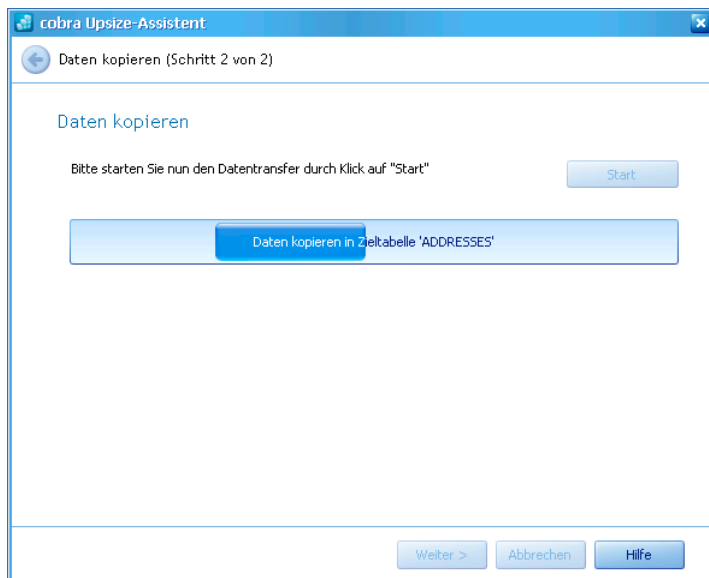 cobra Upsize-Assistent
Daten kopieren (Schritt 2 von 2)
Daten kopieren
Bitte starten Sie nun den Datentransfer durch Klick auf "Start"
Start
Daten kopieren in Zieltabelle 'ADDRESSES'
Weiter >
Abbrechen
Hilfe